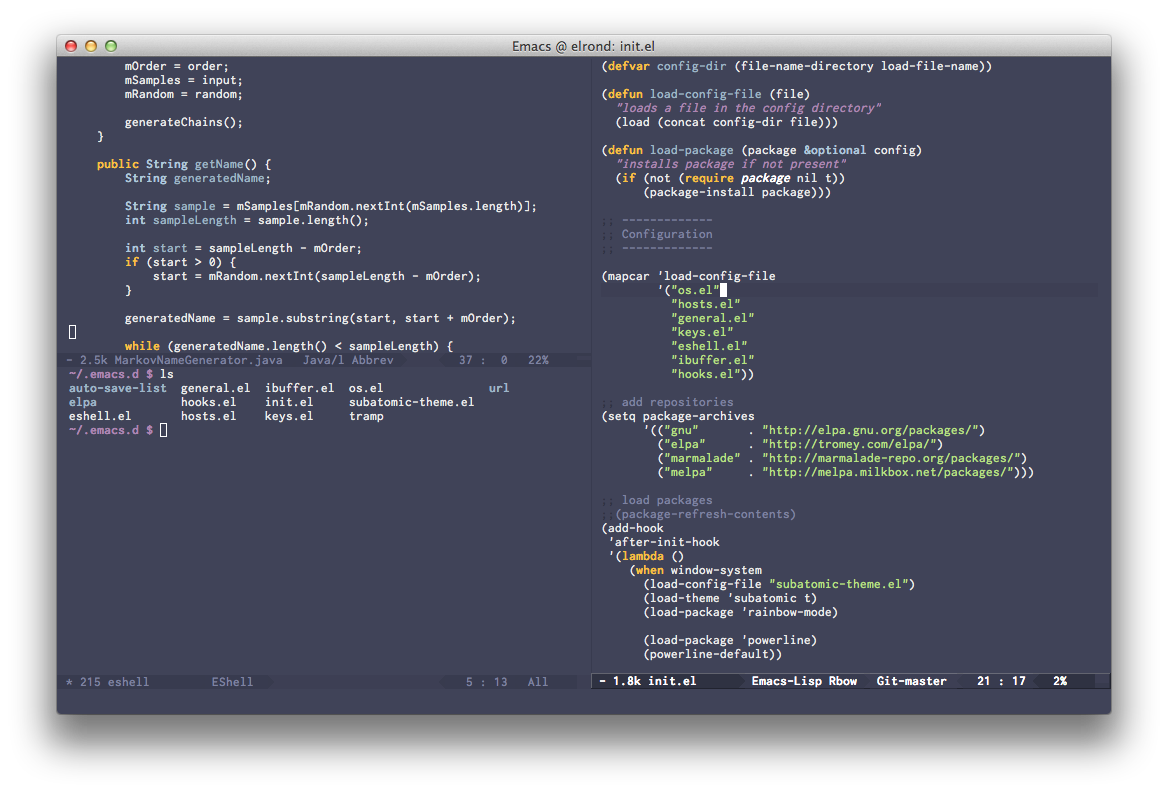 Emacs @ elrond: init.el
        mOrder = order;
        mSamples = input;
        mRandom = random;

        generateChains();
    }

    public String getName() {
        String generatedName;

        String sample = mSamples[mRandom.nextInt(mSamples.length)];
        int sampleLength = sample.length();

        int start = sampleLength - mOrder;
        if (start > 0) {
            start = mRandom.nextInt(sampleLength - mOrder);
        }

        generatedName = sample.substring(start, start + mOrder);

        while (generatedName.length() < sampleLength) {
- 2.5k MarkovNameGenerator.java   Java/l Abbrev   37 :  0   22%
~/.emacs.d $ ls
auto-save-list  general.el  ibuffer.el  os.el               url
elpa            hooks.el    init.el     subatomic-theme.el
eshell.el       hosts.el    keys.el     tramp
~/.emacs.d $
* 215 eshell   EShell   5 : 13   All
(defvar config-dir (file-name-directory load-file-name))

(defun load-config-file (file)
  "loads a file in the config directory"
  (load (concat config-dir file)))

(defun load-package (package &optional config)
  "installs package if not present"
  (if (not (require package nil t))
      (package-install package)))

;; -------------
;; Configuration
;; -------------

(mapcar 'load-config-file
        '("os.el"
          "hosts.el"
          "general.el"
          "keys.el"
          "eshell.el"
          "ibuffer.el"
          "hooks.el"))

;; add repositories
(setq package-archives
      '(("gnu"       . "http://elpa.gnu.org/packages/")
        ("elpa"      . "http://tromey.com/elpa/")
        ("marmalade" . "http://marmalade-repo.org/packages/")
        ("melpa"     . "http://melpa.milkbox.net/packages/")))

;; load packages
;;(package-refresh-contents)
(add-hook
 'after-init-hook
 '(lambda ()
    (when window-system
      (load-config-file "subatomic-theme.el")
      (load-theme 'subatomic t)
      (load-package 'rainbow-mode)

      (load-package 'powerline)
      (powerline-default))
- 1.8k init.el   Emacs-Lisp Rbow   Git-master   21 : 17   2%